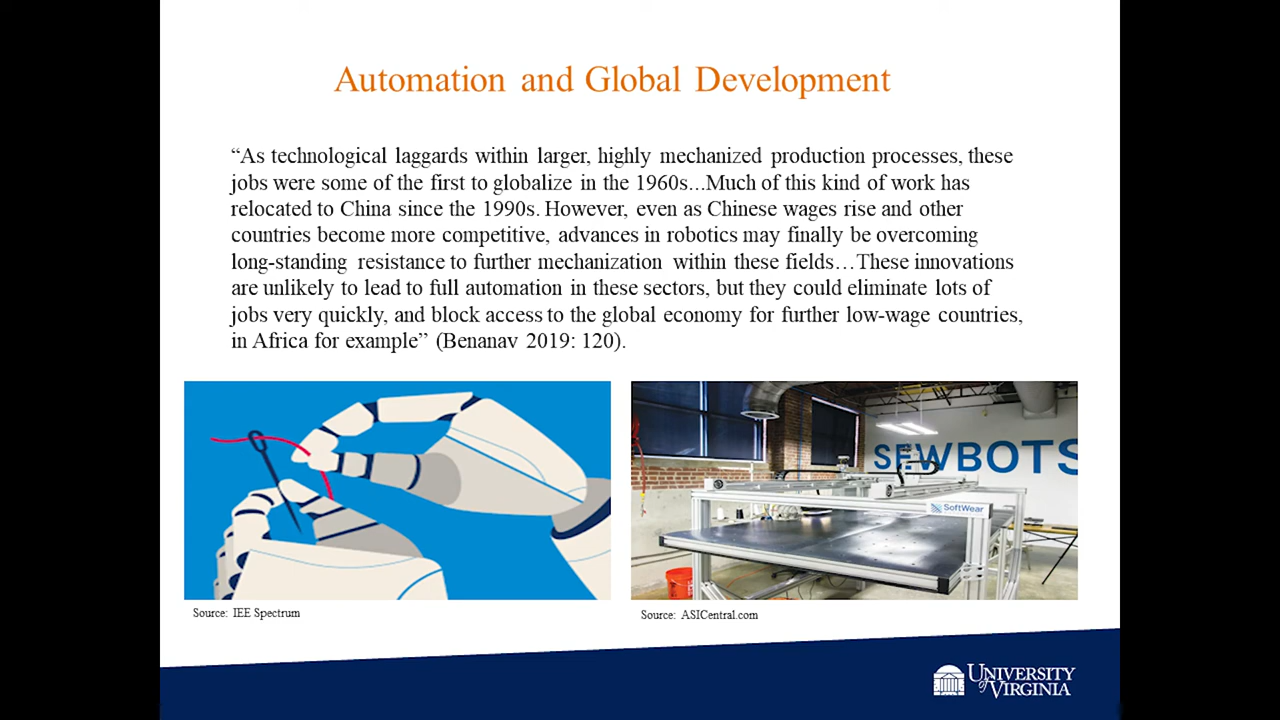 Automation and Global Development
“As technological laggards within larger, highly mechanized production processes, these
jobs were some of the first to globalize in the 1960s...Much of this kind of work has
relocated to China since the 1990s. However, even as Chinese wages rise and other
countries become more competitive, advances in robotics may finally be overcoming
long-standing resistance to further mechanization within these fields…These innovations
are unlikely to lead to full automation in these sectors, but they could eliminate lots of
jobs very quickly, and block access to the global economy for further low-wage countries,
in Africa for example” (Benanav 2019: 120).
SEWBOTS
SoftWear
Source: IEE Spectrum
Source: ASICentral.com
UNIVERSITY
of VIRGINIA